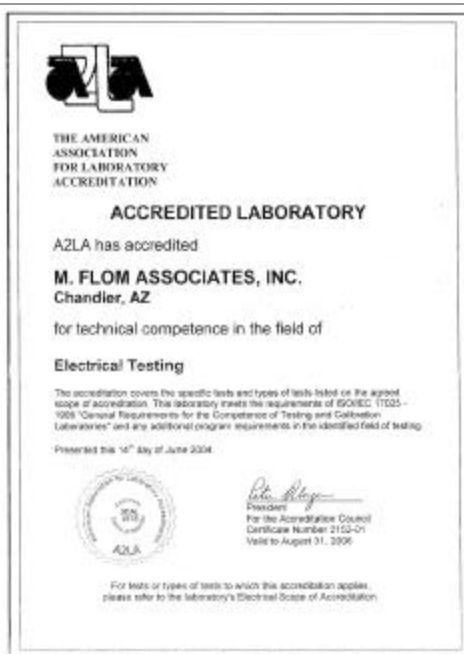 A2LA
THE AMERICAN
ASSOCIATION
FOR LABORATORY
ACCREDITATION
ACCREDITED LABORATORY
A2LA has accredited
M. FLOM ASSOCIATES, INC.
Chandler, AZ
for technical competence in the field of
Electrical Testing
The accreditation covers the specific tests and types of tests listed on the agreed
scope of accreditation. This laboratory meets the requirements of ISO/IEC 17025 -
1999 "General Requirements for the Competence of Testing and Calibration
Laboratories" and any additional program requirements in the identified field of testing.
Presented this day of June 2004.
SEAL
A2LA
President
For the Accreditation Council
Certificate Number 2152-01
Valid to August 31, 2006
For tests or types of tests to which this accreditation applies,
please refer to the laboratory's Electrical Scope of Accreditation